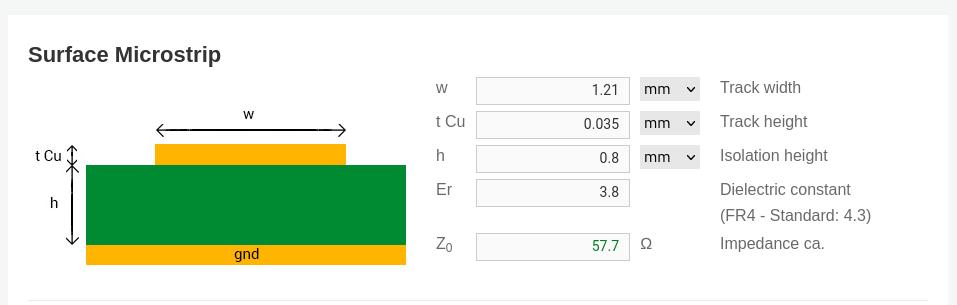 Surface Microstrip
w
t Cu
h
gnd
w 1.21 mm Track width
t Cu 0.035 mm Track height
h 0.8 mm Isolation height
Er 3.8 Dielectric constant
(FR4 - Standard: 4.3)
Z0 57.7 Ω Impedance ca.